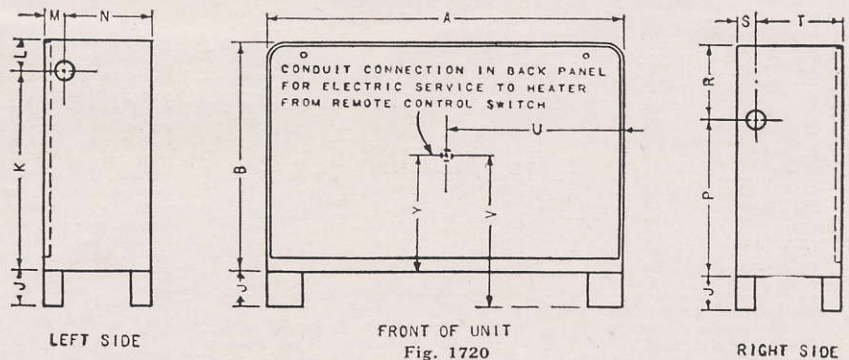 M N
L
K
J
LEFT SIDE
A
B
J
CONDUIT CONNECTION IN BACK PANEL
FOR ELECTRIC SERVICE TO HEATER
FROM REMOTE CONTROL SWITCH
U
Y
V
FRONT OF UNIT
Fig. 1720
S T
R
P
J
RIGHT SIDE